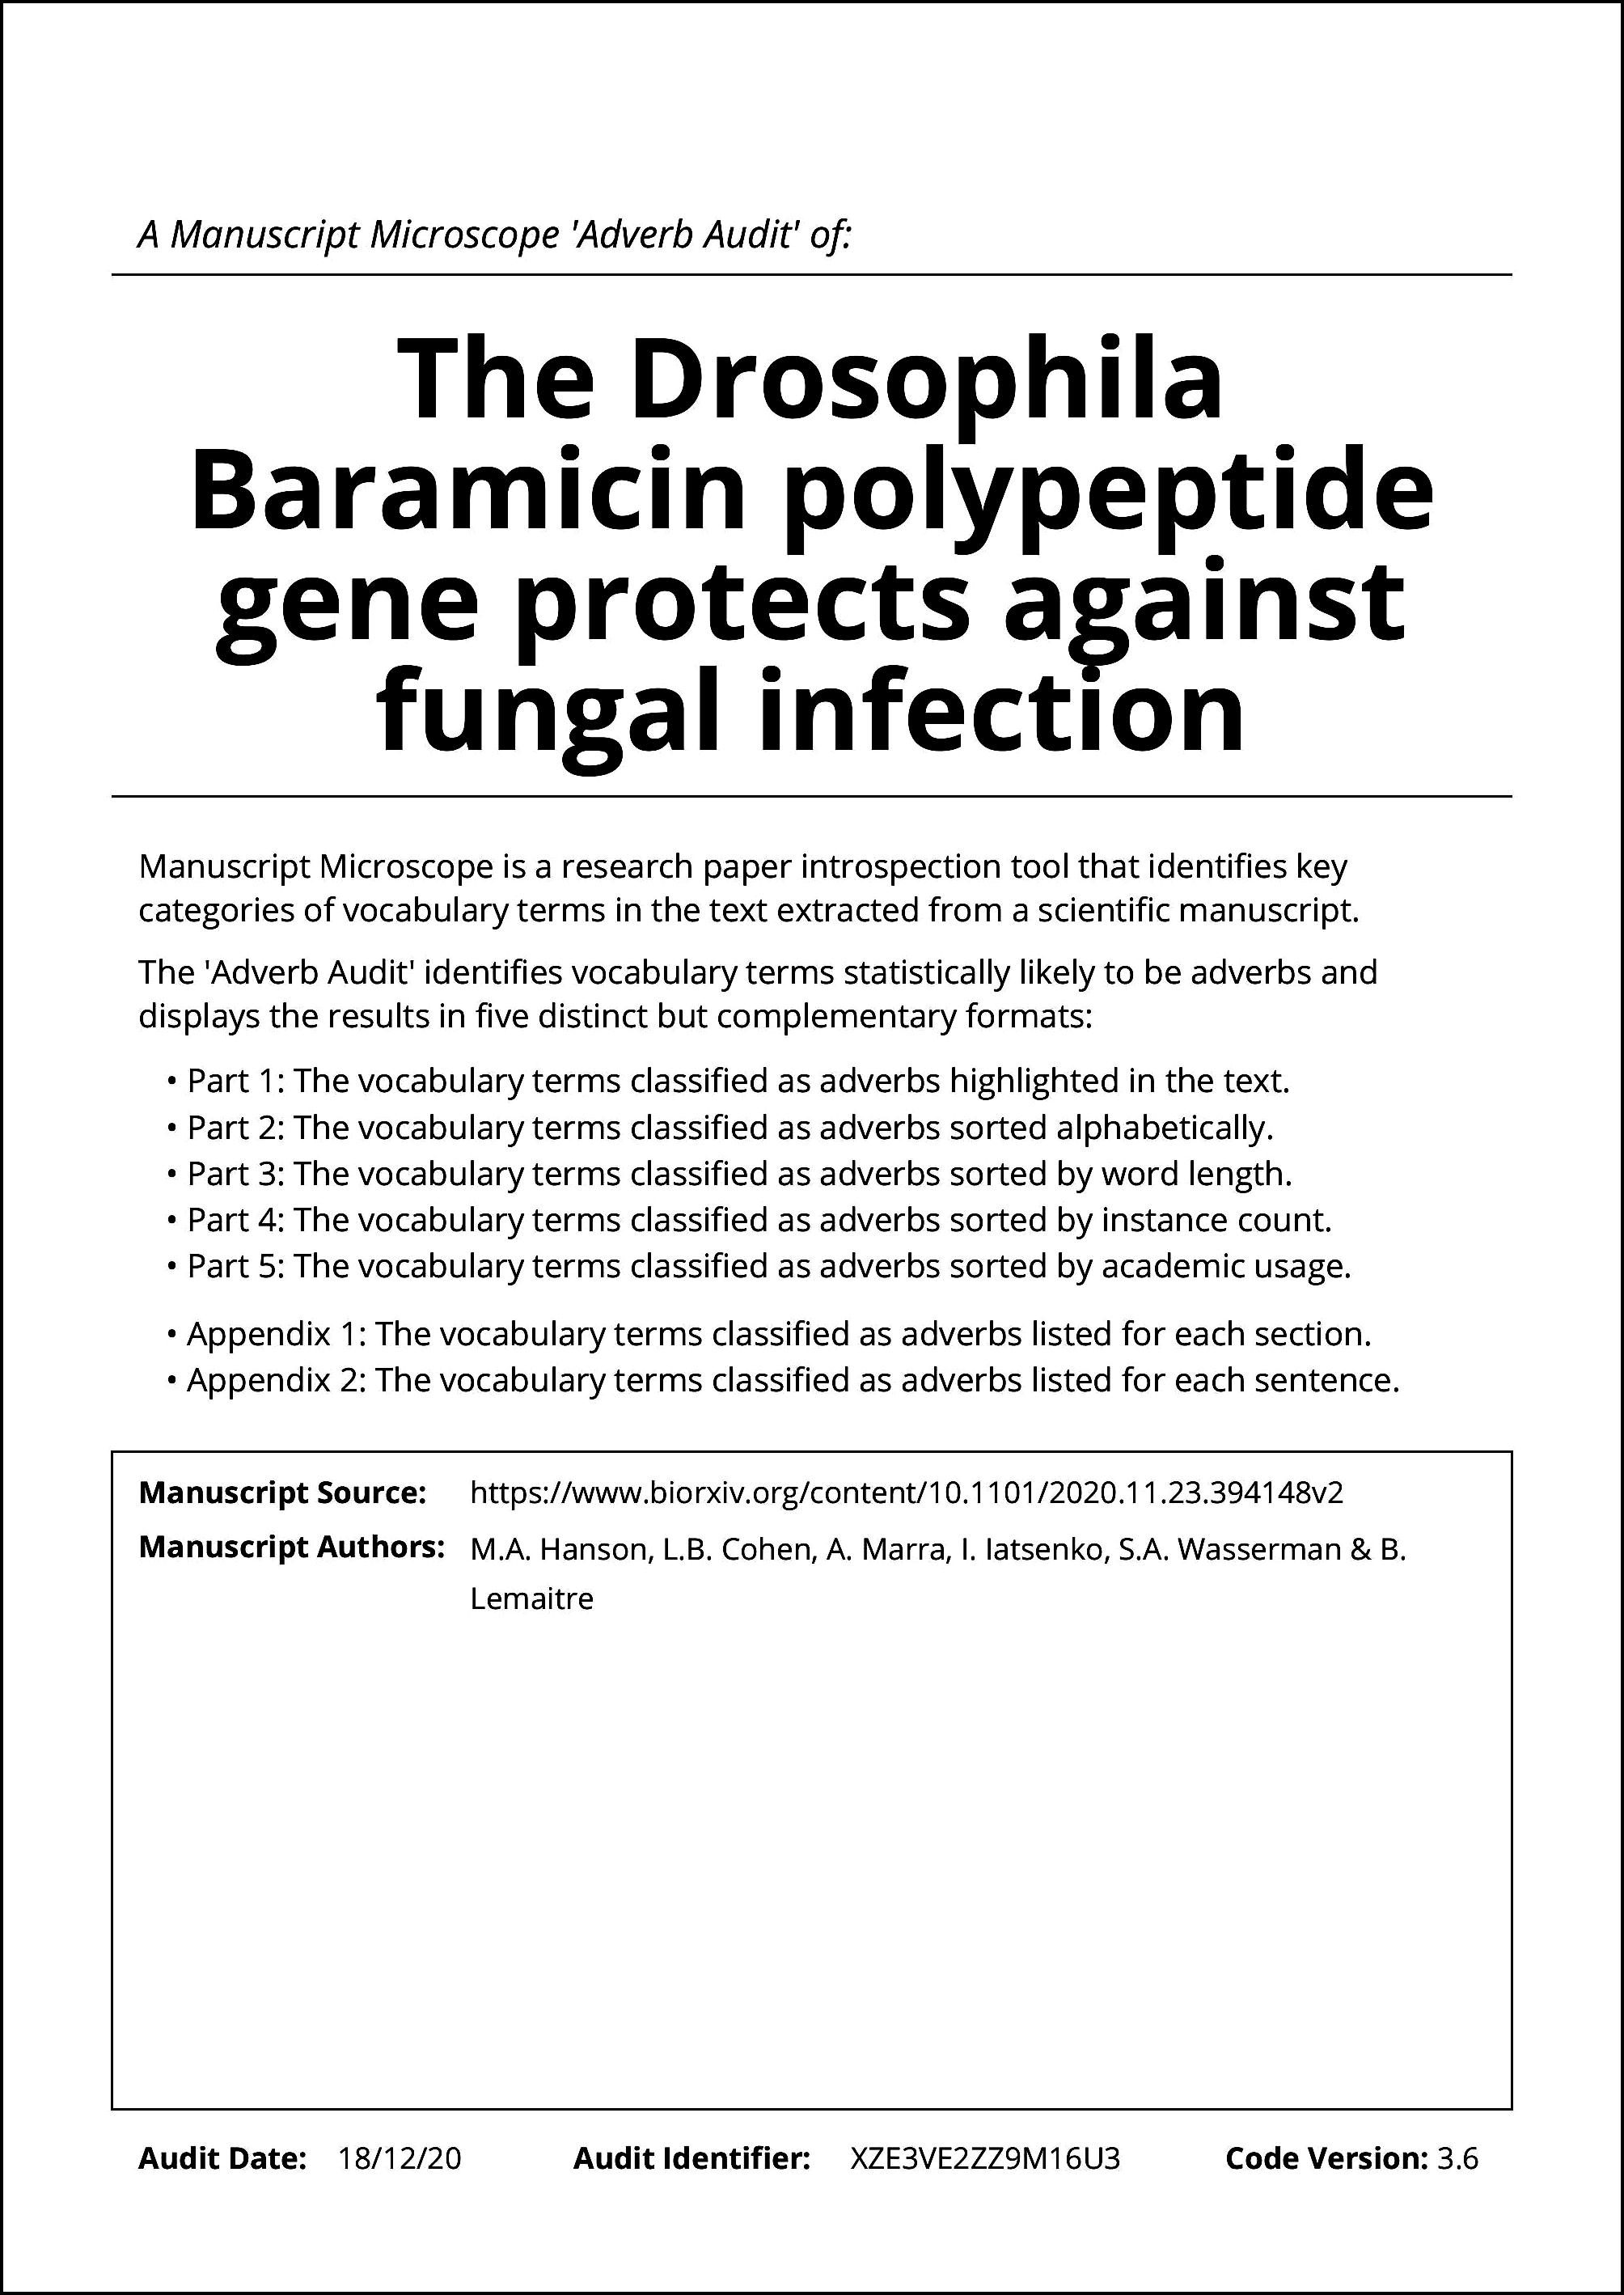 A Manuscript Microscope 'Adverb Audit' of:
The Drosophila
Baramicin polypeptide
gene protects against
fungal infection
Manuscript Microscope is a research paper introspection tool that identifies key
categories of vocabulary terms in the text extracted from a scientific manuscript.
The 'Adverb Audit' identifies vocabulary terms statistically likely to be adverbs and
displays the results in five distinct but complementary formats:
• Part 1: The vocabulary terms classified as adverbs highlighted in the text.
• Part 2: The vocabulary terms classified as adverbs sorted alphabetically.
• Part 3: The vocabulary terms classified as adverbs sorted by word length.
• Part 4: The vocabulary terms classified as adverbs sorted by instance count.
• Part 5: The vocabulary terms classified as adverbs sorted by academic usage.
• Appendix 1: The vocabulary terms classified as adverbs listed for each section.
• Appendix 2: The vocabulary terms classified as adverbs listed for each sentence.
Manuscript Source: https://www.biorxiv.org/content/10.1101/2020.11.23.394148v2
Manuscript Authors: M.A. Hanson, L.B. Cohen, A. Marra, I. Iatsenko, S.A. Wasserman & B.
Lemaitre
Audit Date: 18/12/20 Audit Identifier: XZE3VE2ZZ9M16U3 Code Version: 3.6